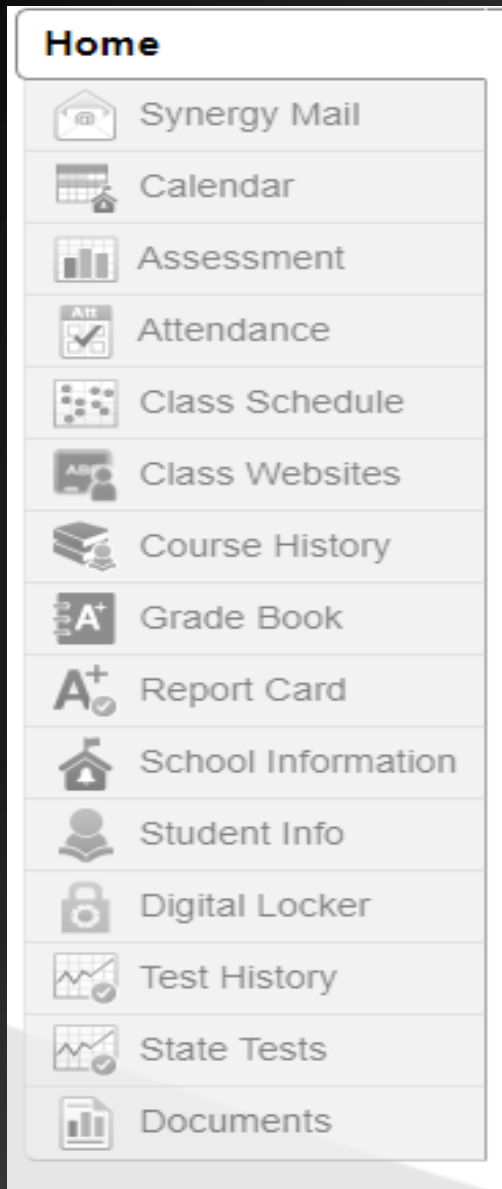 Home
Synergy Mail
Calendar
Assessment
Att
Attendance
Class Schedule
Class Websites
Course History
A+
Grade Book
A+
Report Card
School Information
Student Info
Digital Locker
Test History
State Tests
Documents